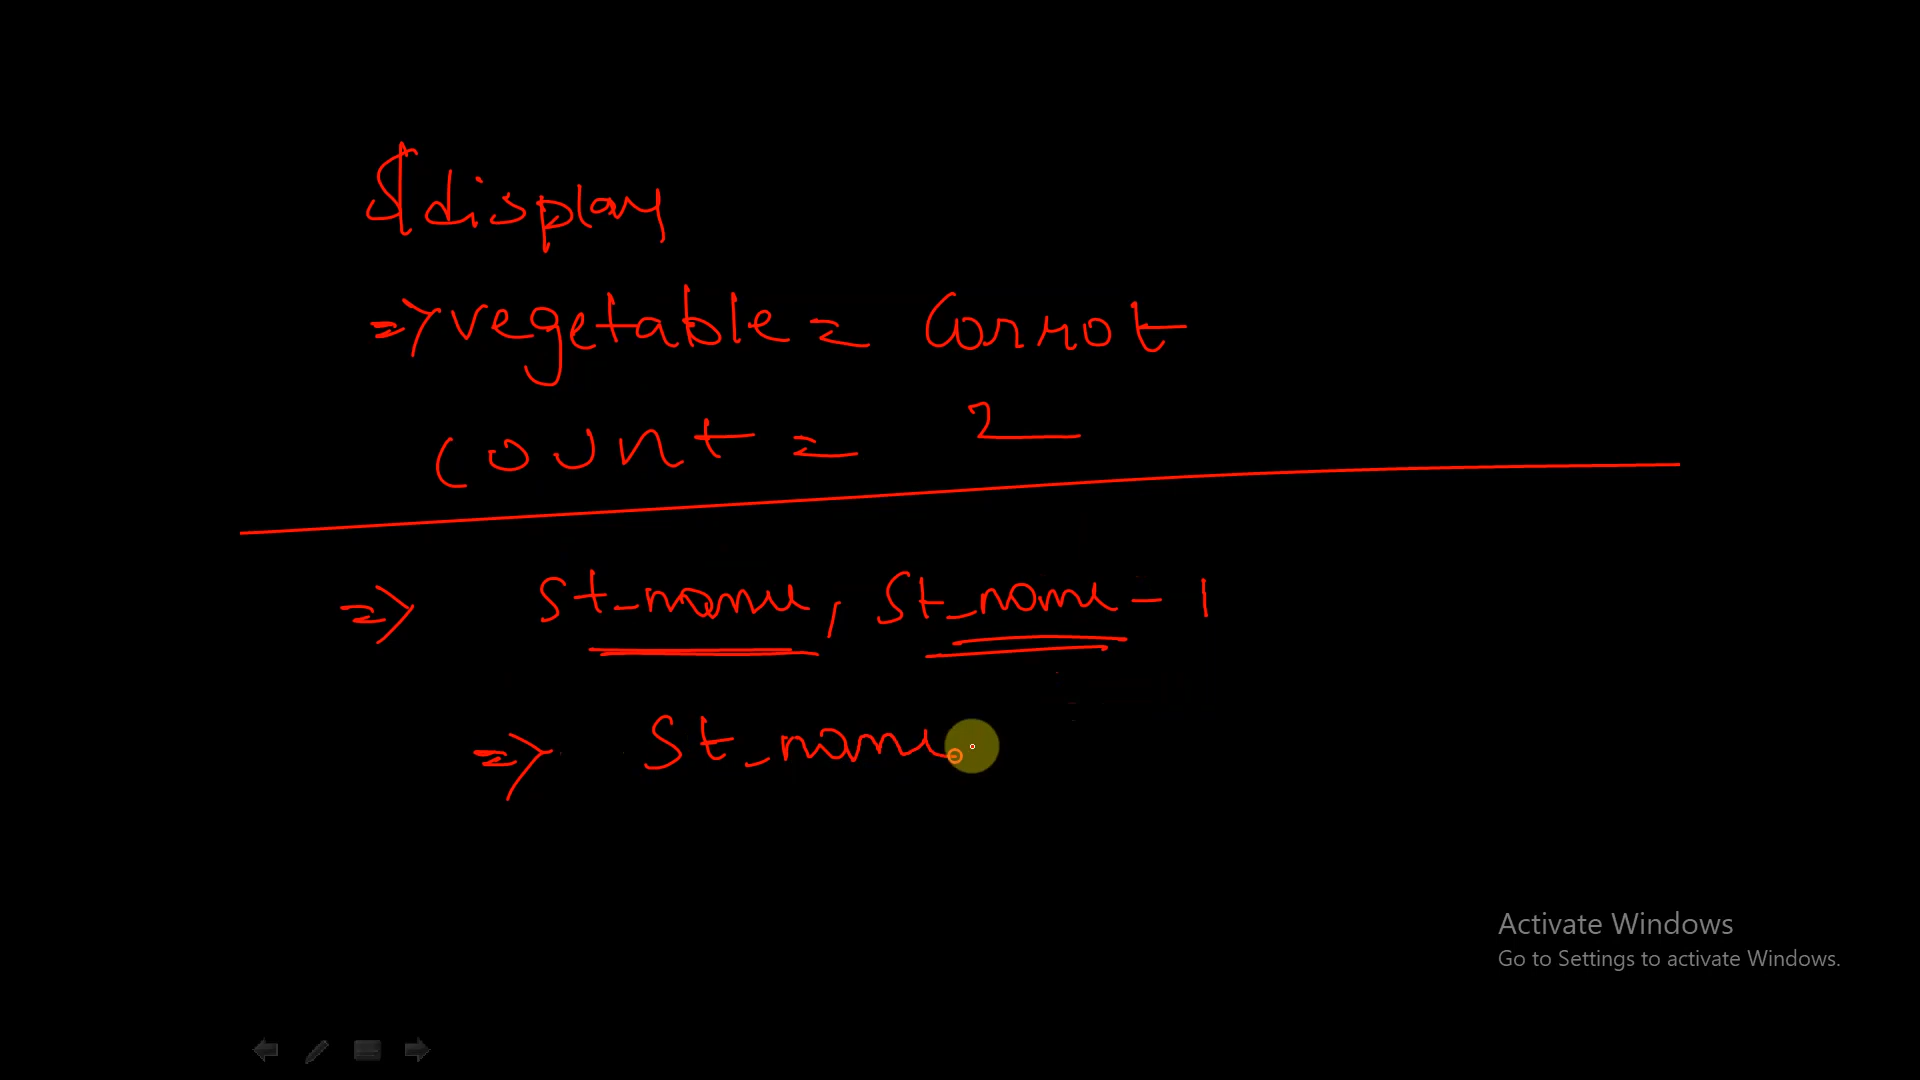 $display
=> vegetable = Carrot
count = 2
=> St_name, St_name - 1
=> St_name.
Activate Windows
Go to Settings to activate Windows.